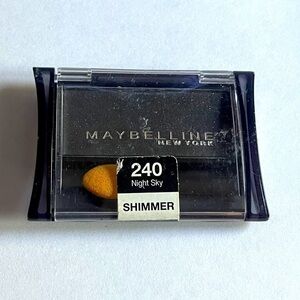 MAYBELLINE
NEW YORK
240
Night Sky
SHIMMER